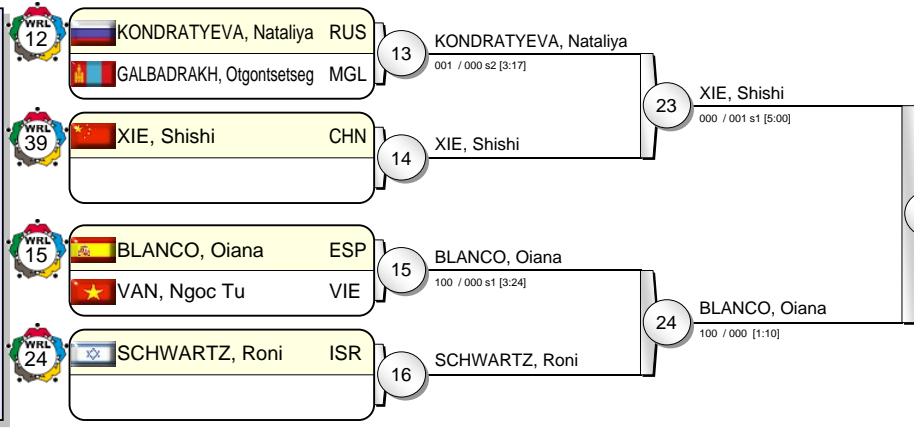 WRL
12
KONDRATYEVA, Nataliya RUS
GALBADRAKH, Otgontsetseg MGL
13
KONDRATYEVA, Nataliya
001 / 000 s2 [3:17]
WRL
39
XIE, Shishi CHN
14
XIE, Shishi
23
XIE, Shishi
000 / 001 s1 [5:00]
WRL
15
BLANCO, Oiana ESP
VAN, Ngoc Tu VIE
15
BLANCO, Oiana
100 / 000 s1 [3:24]
WRL
24
SCHWARTZ, Roni ISR
16
SCHWARTZ, Roni
24
BLANCO, Oiana
100 / 000 [1:10]